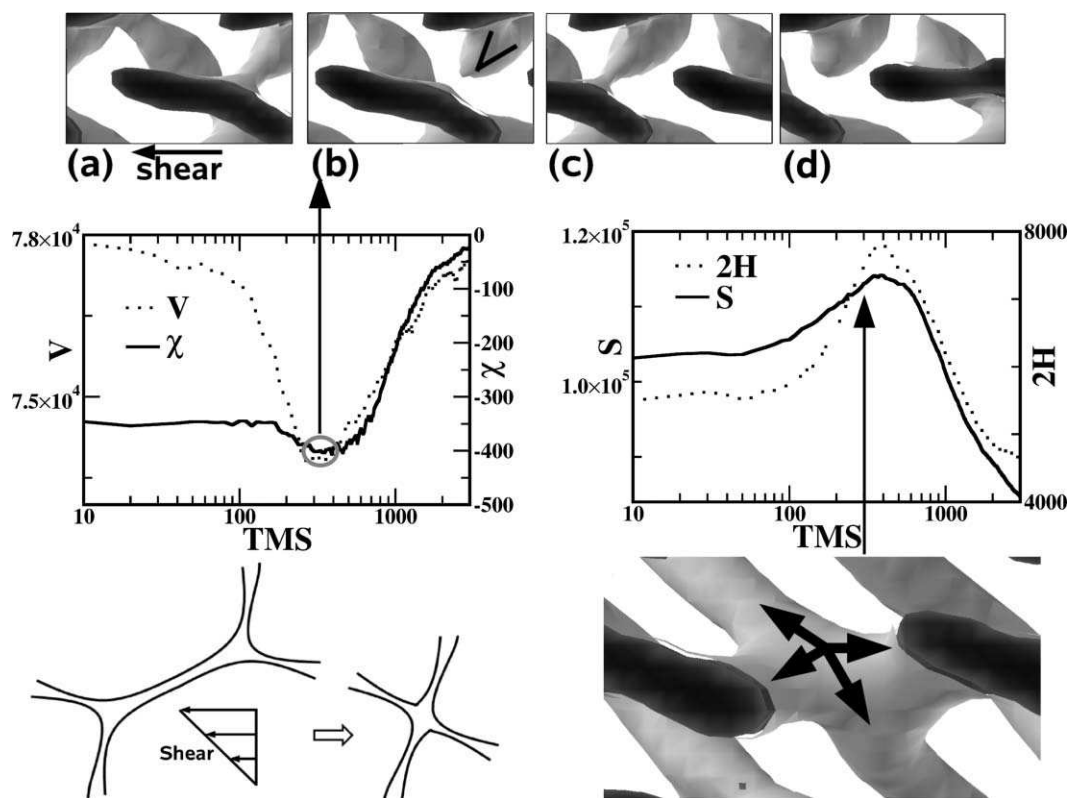 (a) (b) (c) (d)
shear
7.8×10⁴
7.5×10⁴
V
V
χ
0
-100
-200
-300
-400
-500
χ
10 100 1000
TMS
1.2×10⁵
1.0×10⁵
S
2H
S
8000
4000
2H
10 100 1000
TMS
Shear